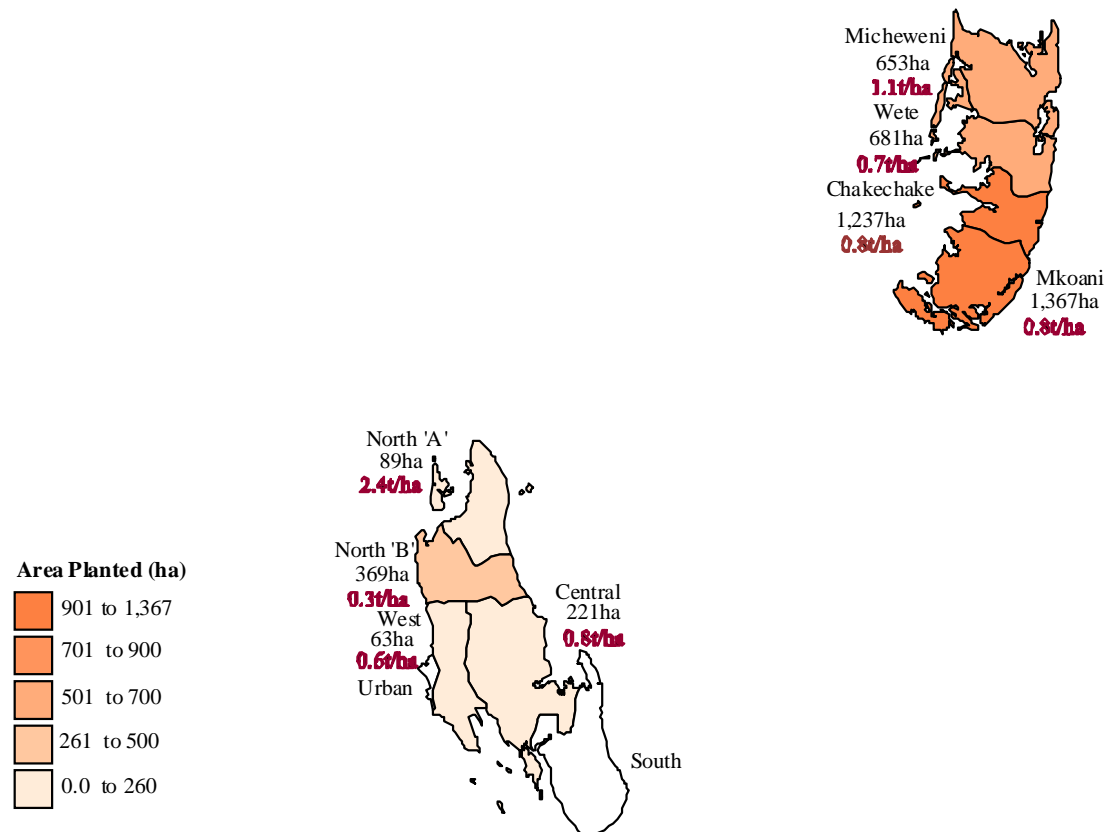 Micheweni
653ha
1.1t/ha
Wete
681ha
0.7t/ha
Chakechake
1,237ha
0.8t/ha
Mkoani
1,367ha
0.8t/ha
North 'A'
89ha
2.4t/ha
North 'B'
369ha
0.3t/ha
West
63ha
0.6t/ha
Urban
Central
221ha
0.8t/ha
South
Area Planted (ha)
901 to 1,367
701 to 900
501 to 700
261 to 500
0.0 to 260